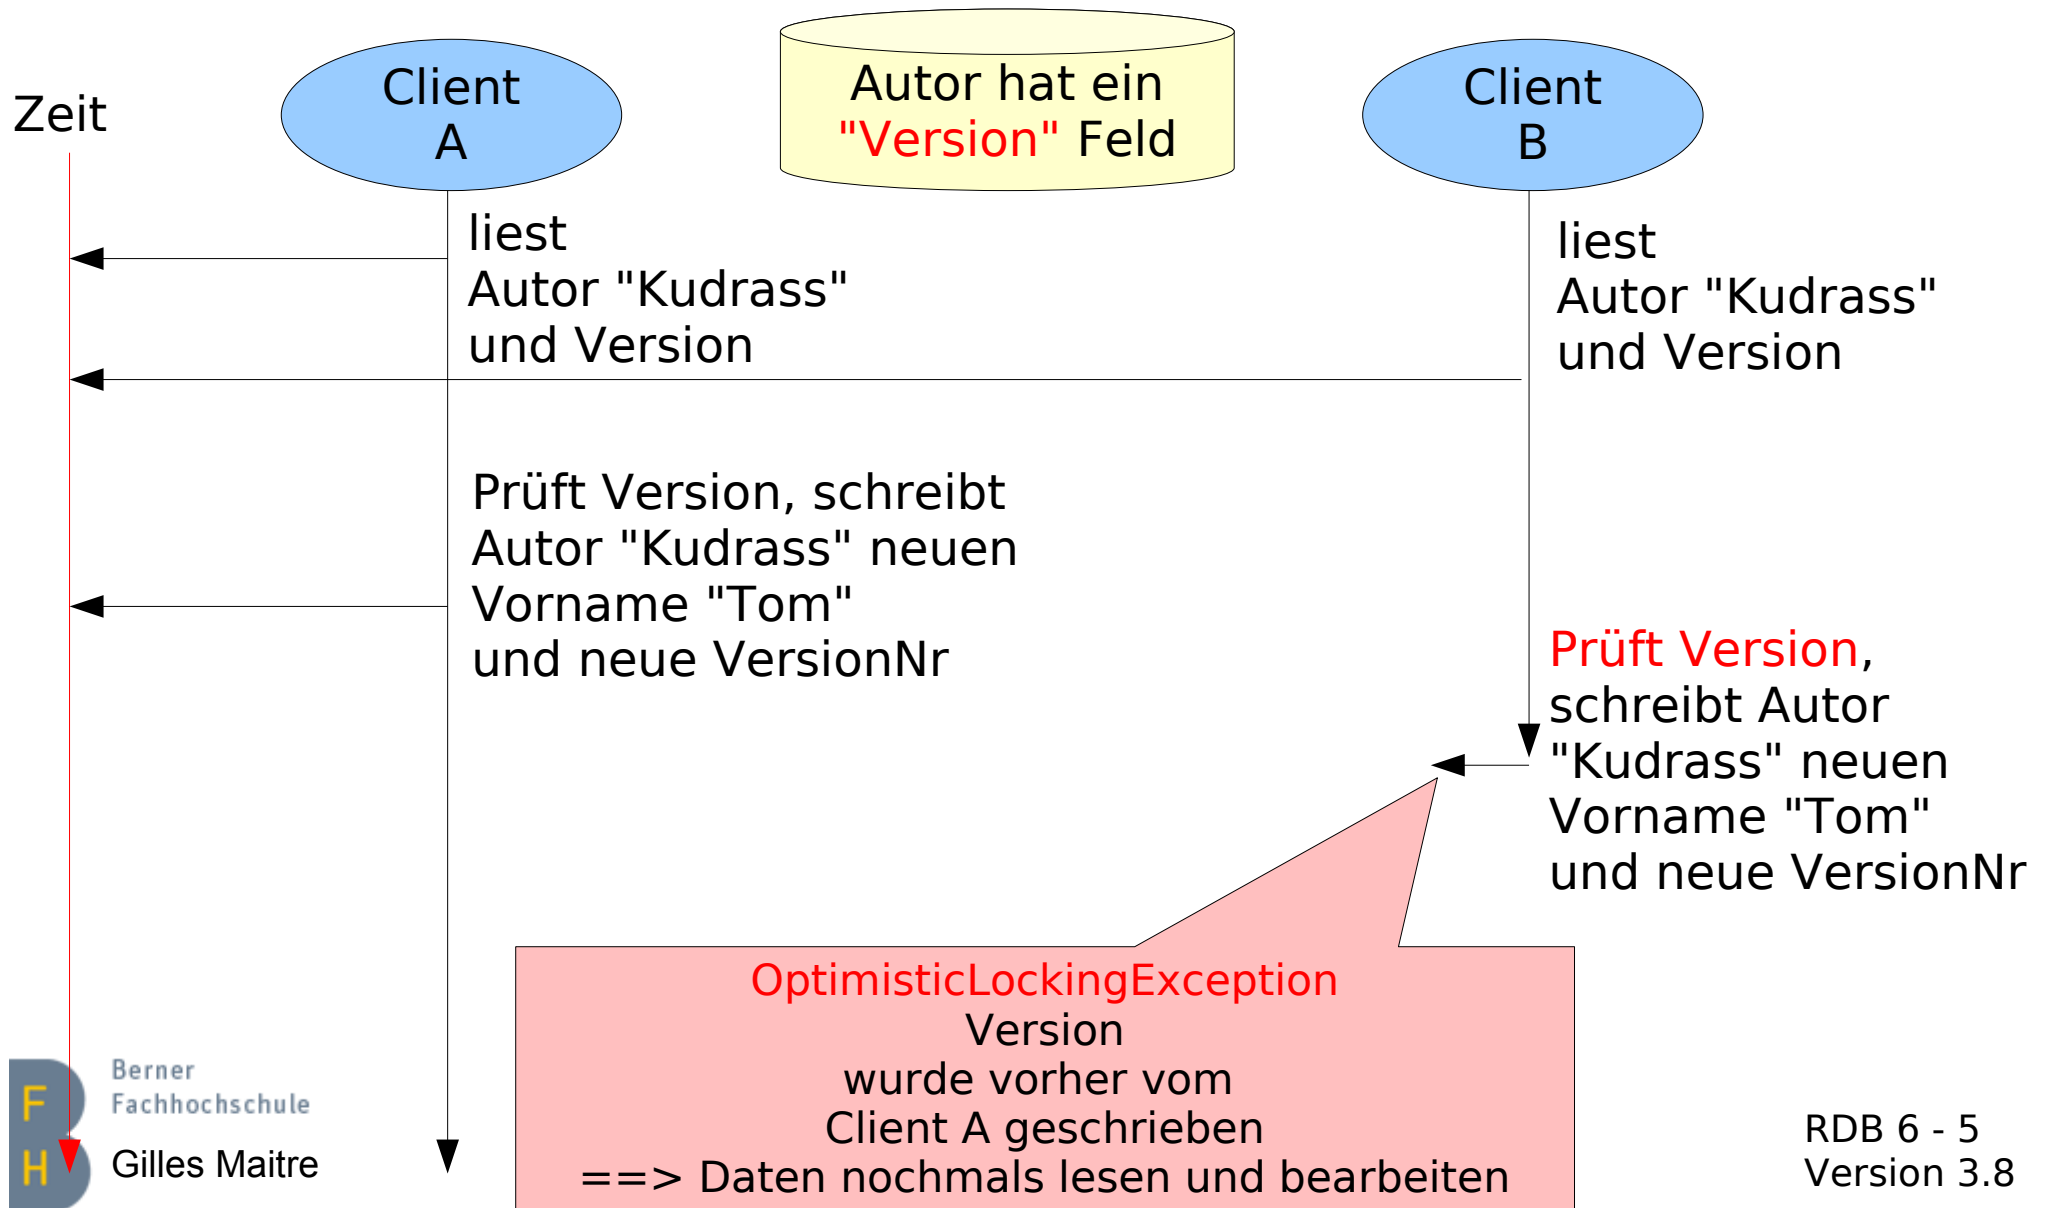 Zeit
Client
A
Autor hat ein
"Version" Feld
Client
B
liest
Autor "Kudrass"
und Version
liest
Autor "Kudrass"
und Version
Prüft Version, schreibt
Autor "Kudrass" neuen
Vorname "Tom"
und neue VersionNr
Prüft Version,
schreibt Autor
"Kudrass" neuen
Vorname "Tom"
und neue VersionNr
OptimisticLockingException
Version
wurde vorher vom
Client A geschrieben
==> Daten nochmals lesen und bearbeiten
B
F
H
Berner
Fachhochschule
Gilles Maitre
RDB 6 - 5
Version 3.8